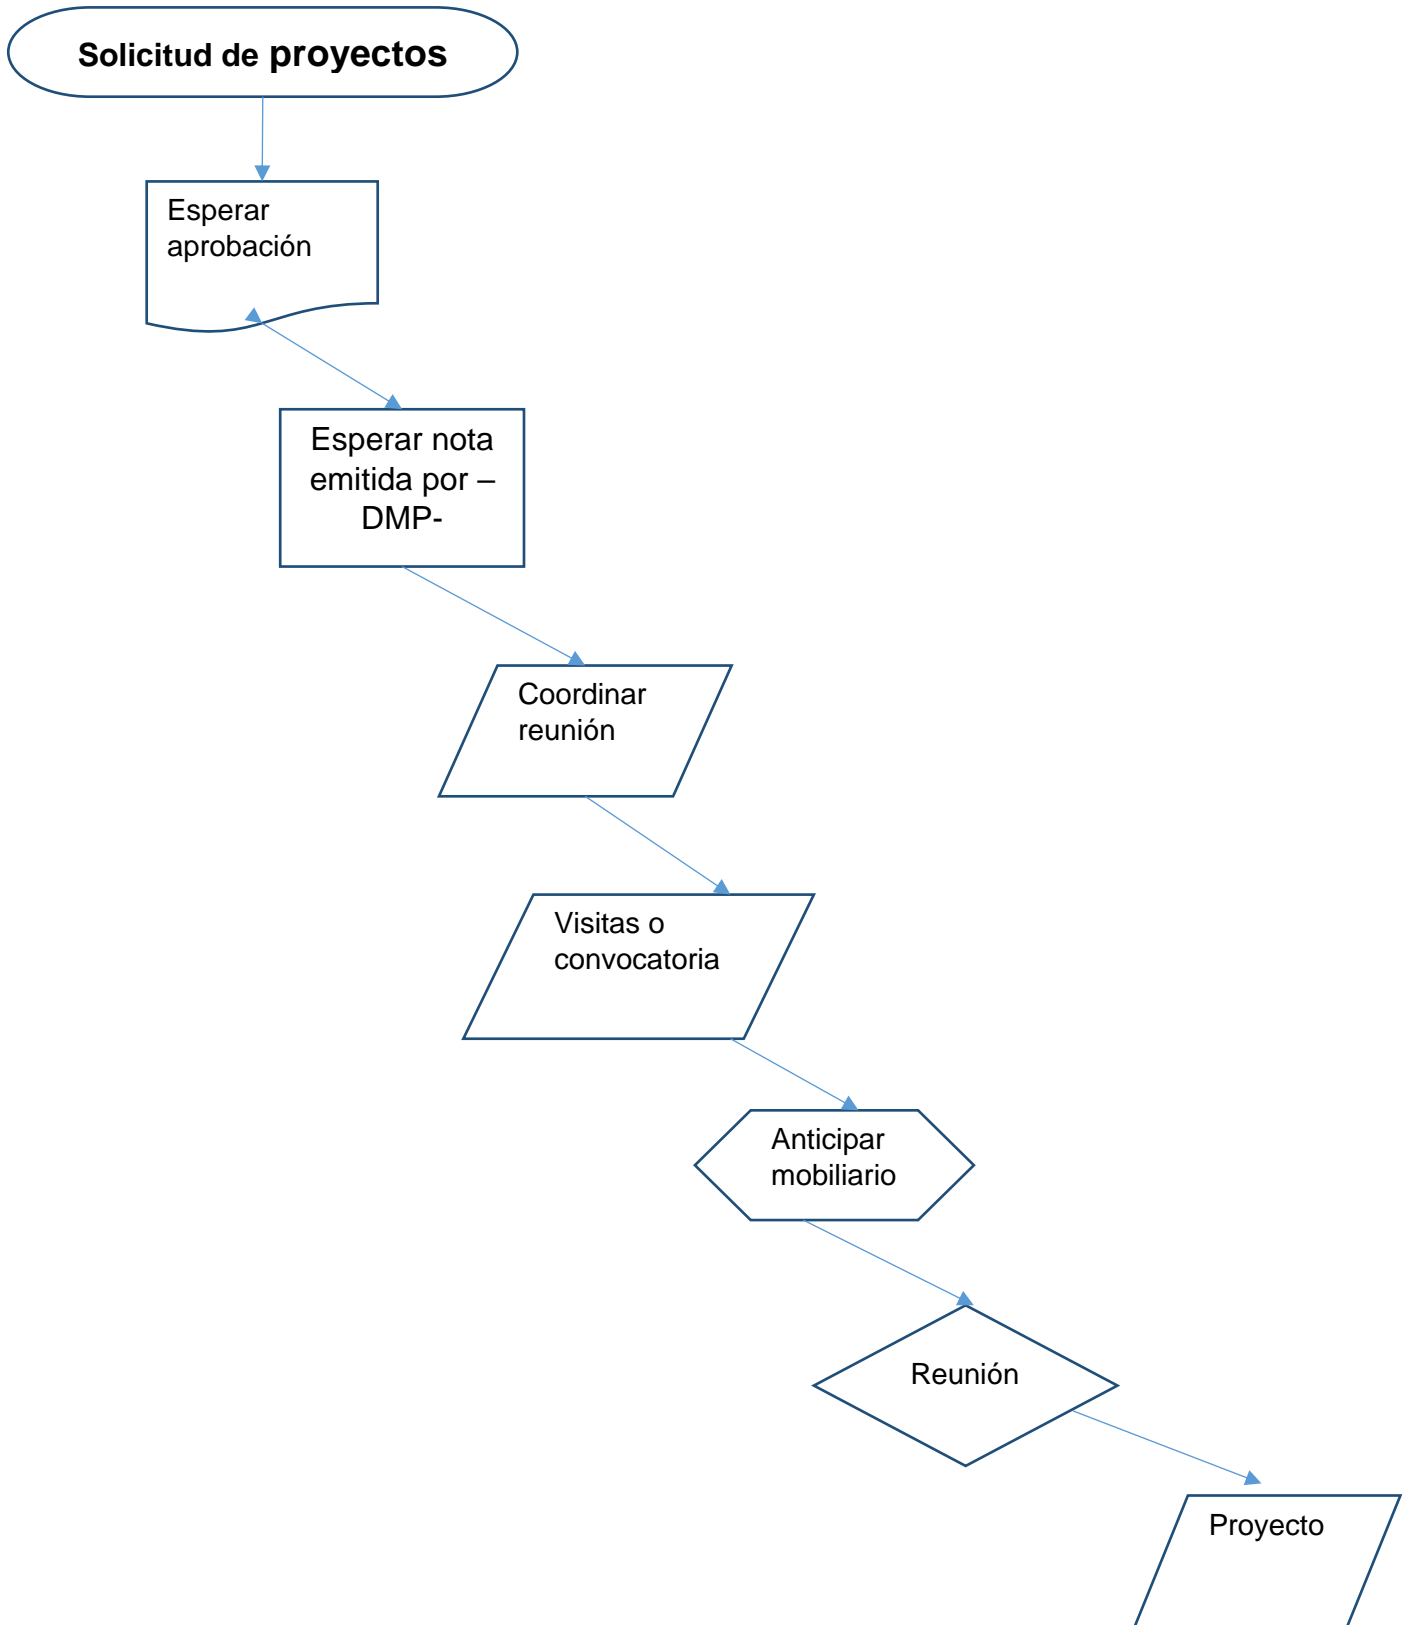 Solicitud de proyectos
Esperar
aprobación
Esperar nota
emitida por –
DMP-
Coordinar
reunión
Visitas o
convocatoria
Anticipar
mobiliario
Reunión
Proyecto